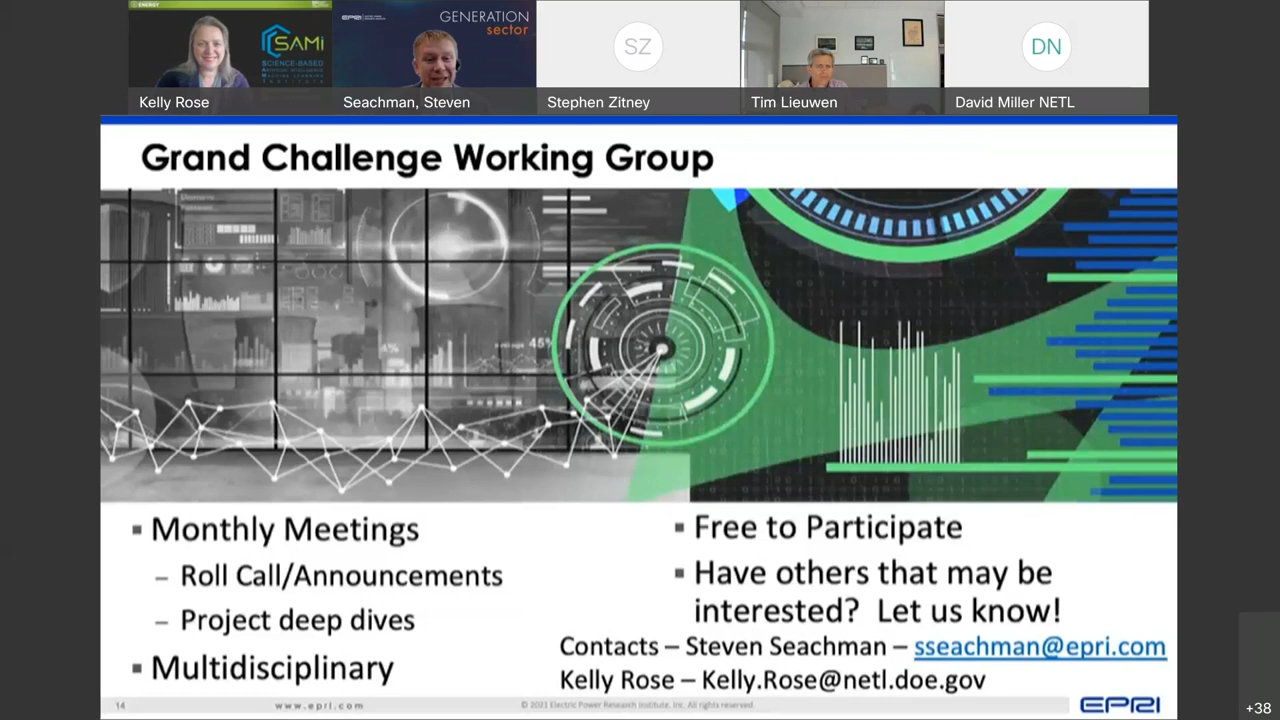 ENERGY
SAMI
SCIENCE-BASED
ARTIFICIAL INTELLIGENCE
MACHINE LEARNING
INSTITUTE
EPRI
GENERATION
sector
SZ
DN
Kelly Rose
Seachman, Steven
Stephen Zitney
Tim Lieuwen
David Miller NETL
Grand Challenge Working Group
45%
▪ Monthly Meetings
– Roll Call/Announcements
– Project deep dives
▪ Multidisciplinary
▪ Free to Participate
▪ Have others that may be
interested? Let us know!
Contacts – Steven Seachman – sseachman@epri.com
Kelly Rose – Kelly.Rose@netl.doe.gov
14
www.epri.com
© 2021 Electric Power Research Institute, Inc. All rights reserved.
EPRI
+38